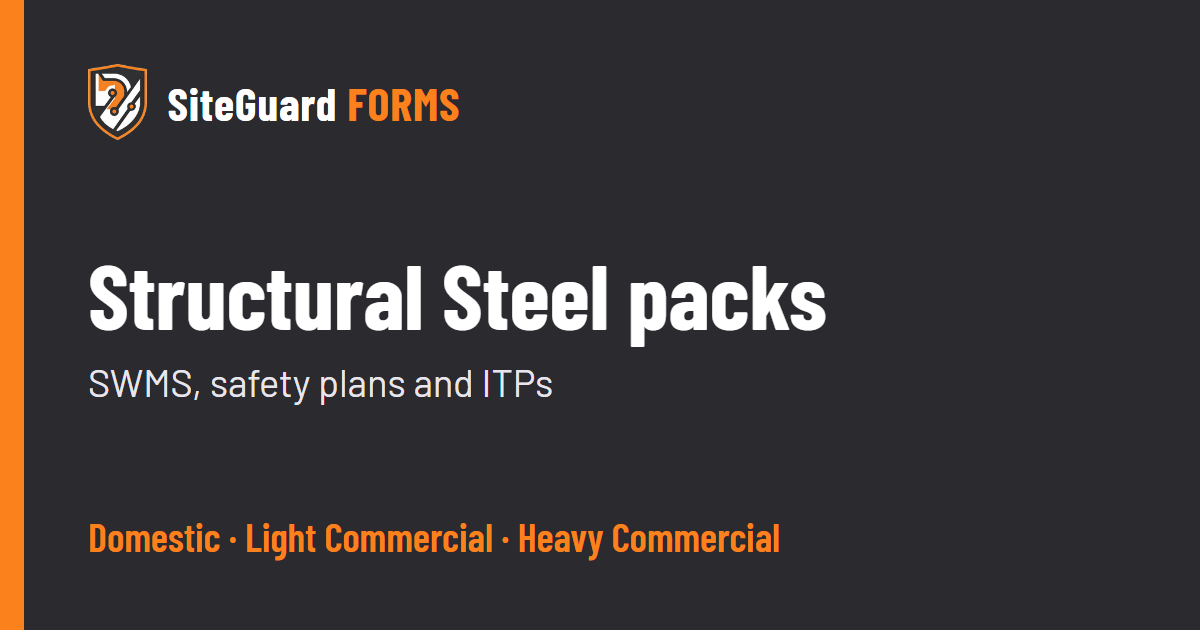 SiteGuard FORMS
Structural Steel packs
SWMS, safety plans and ITPs
Domestic · Light Commercial · Heavy Commercial